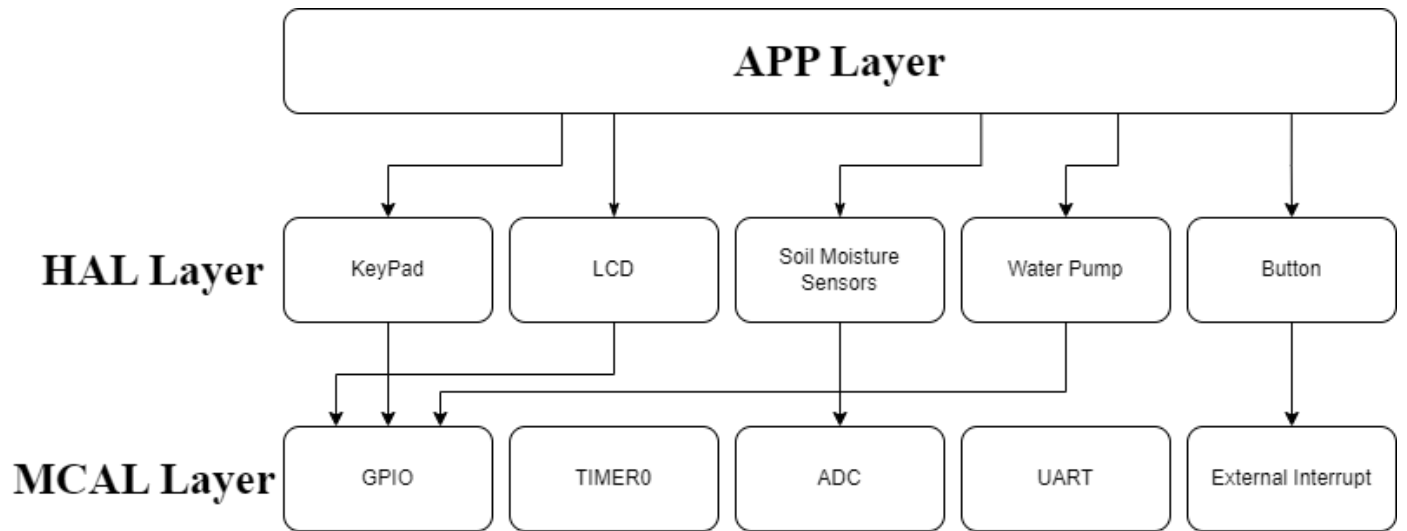 APP Layer
HAL Layer
KeyPad
LCD
Soil Moisture
Sensors
Water Pump
Button
MCAL Layer
GPIO
TIMER0
ADC
UART
External Interrupt